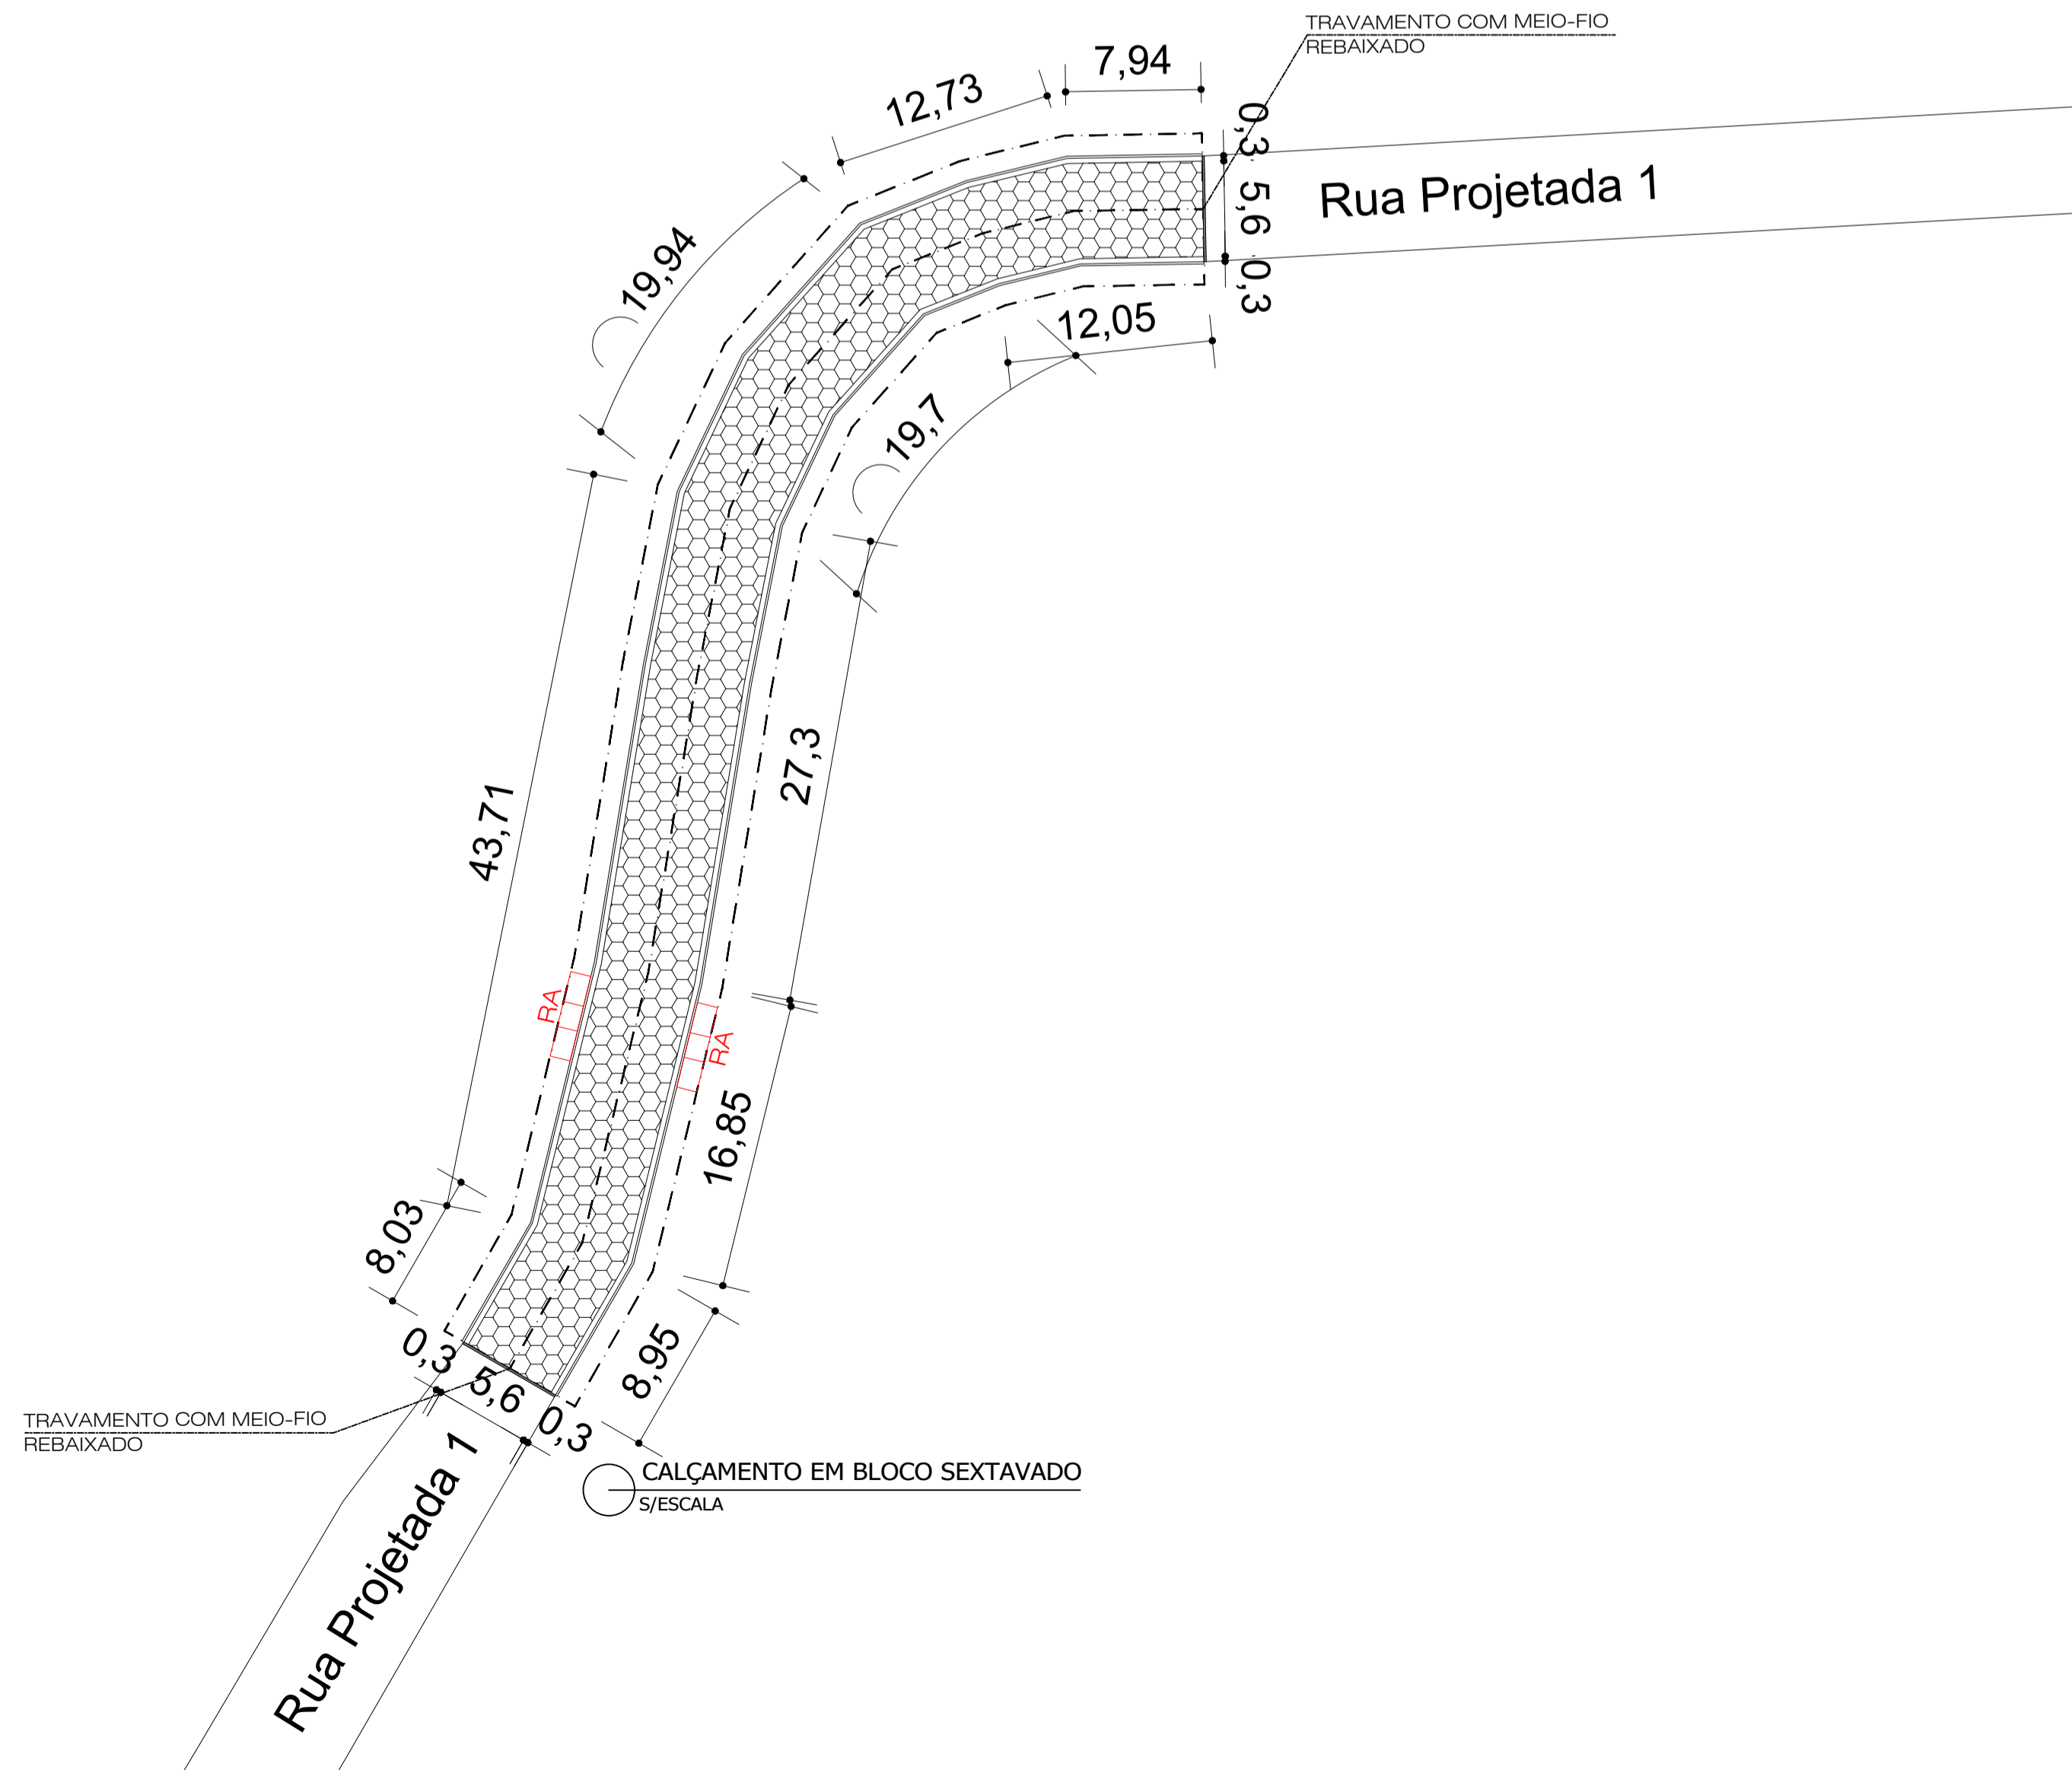 TRAVAMENTO COM MEIO-FIO
REBAIXADO
7,94
12,73
0,3
5,6
0,3
Rua Projetada 1
19,94
12,05
19,7
43,71
27,3
RA
RA
16,85
8,03
8,95
0,3
5,6
0,3
TRAVAMENTO COM MEIO-FIO
REBAIXADO
CALÇAMENTO EM BLOCO SEXTAVADO
S/ESCALA
Rua Projetada 1